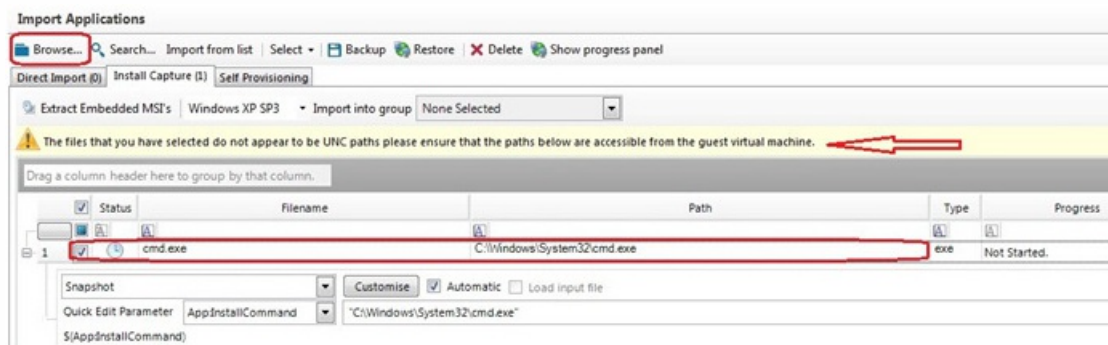 Import Applications
Browse... Search... Import from list Select Backup Restore Delete Show progress panel
Direct Import (0) Install Capture (1) Self Provisioning
Extract Embedded MSI's Windows XP SP3 Import into group None Selected
The files that you have selected do not appear to be UNC paths please ensure that the paths below are accessible from the guest virtual machine.
Drag a column header here to group by that column.
Status Filename Path Type Progress
1 cmd.exe C:\Windows\System32\cmd.exe exe Not Started.
Snapshot Customise Automatic Load input file
Quick Edit Parameter AppInstallCommand "C:\Windows\System32\cmd.exe"
$(AppInstallCommand)